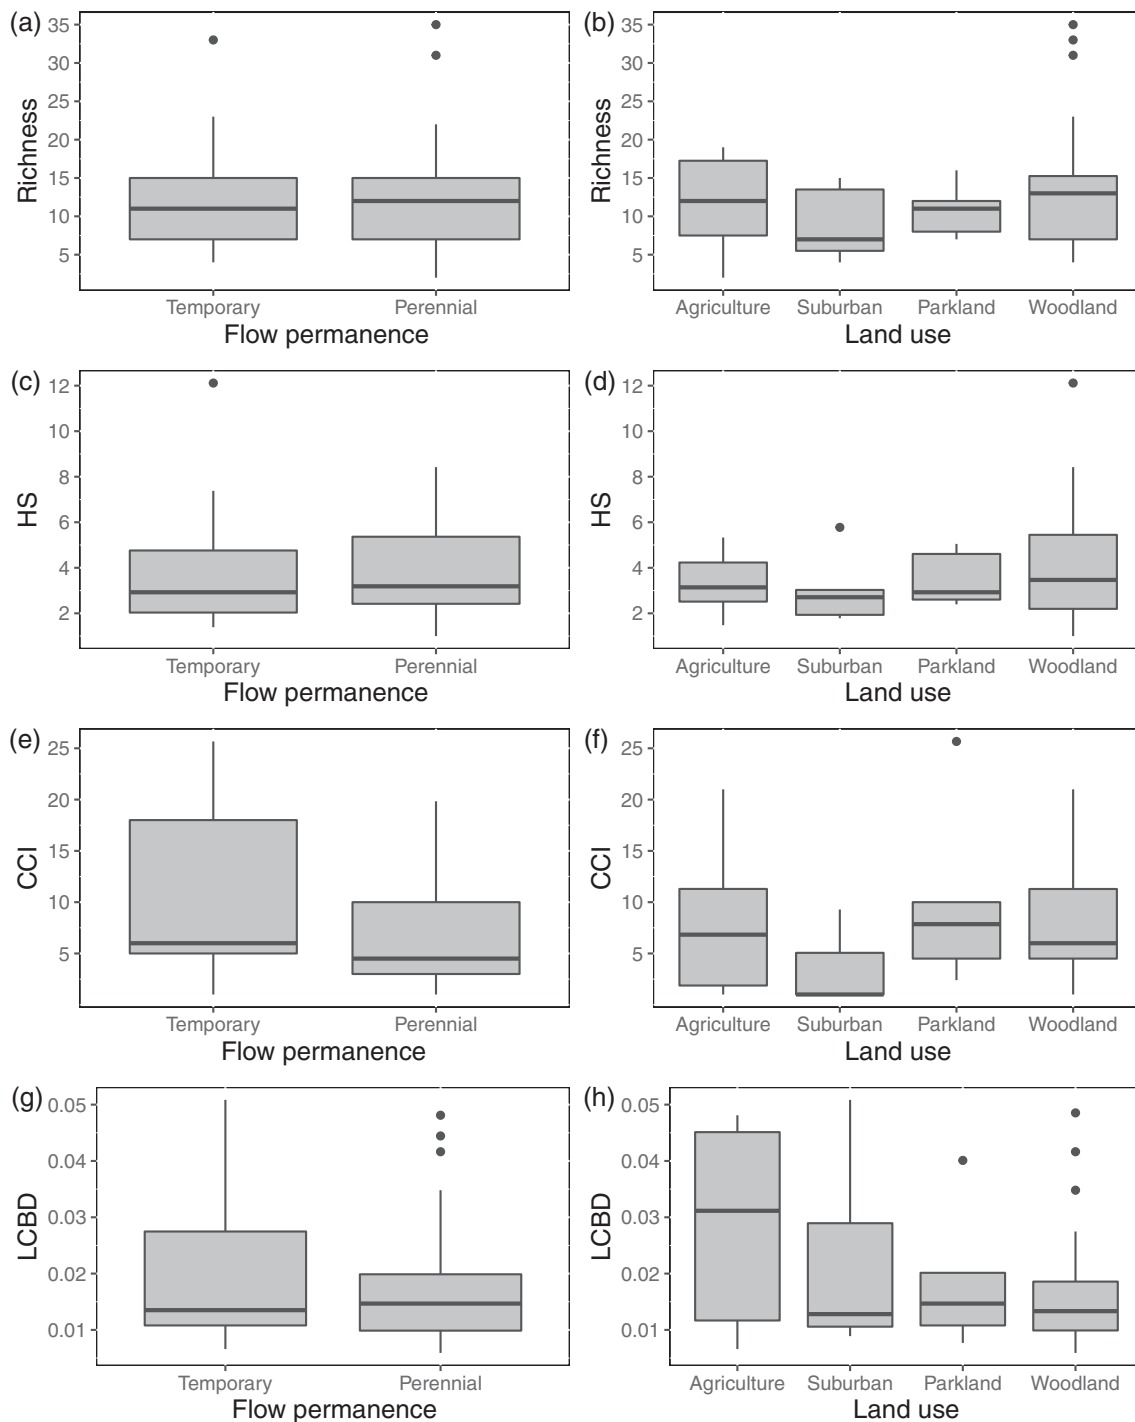 (a)
Richness
35
30
25
20
15
10
5
Temporary Perennial
Flow permanence
(b)
Richness
35
30
25
20
15
10
5
Agriculture Suburban Parkland Woodland
Land use
(c)
HS
12
10
8
6
4
2
Temporary Perennial
Flow permanence
(d)
HS
12
10
8
6
4
2
Agriculture Suburban Parkland Woodland
Land use
(e)
CCI
25
20
15
10
5
Temporary Perennial
Flow permanence
(f)
CCI
25
20
15
10
5
Agriculture Suburban Parkland Woodland
Land use
(g)
LCBD
0.05
0.04
0.03
0.02
0.01
Temporary Perennial
Flow permanence
(h)
LCBD
0.05
0.04
0.03
0.02
0.01
Agriculture Suburban Parkland Woodland
Land use